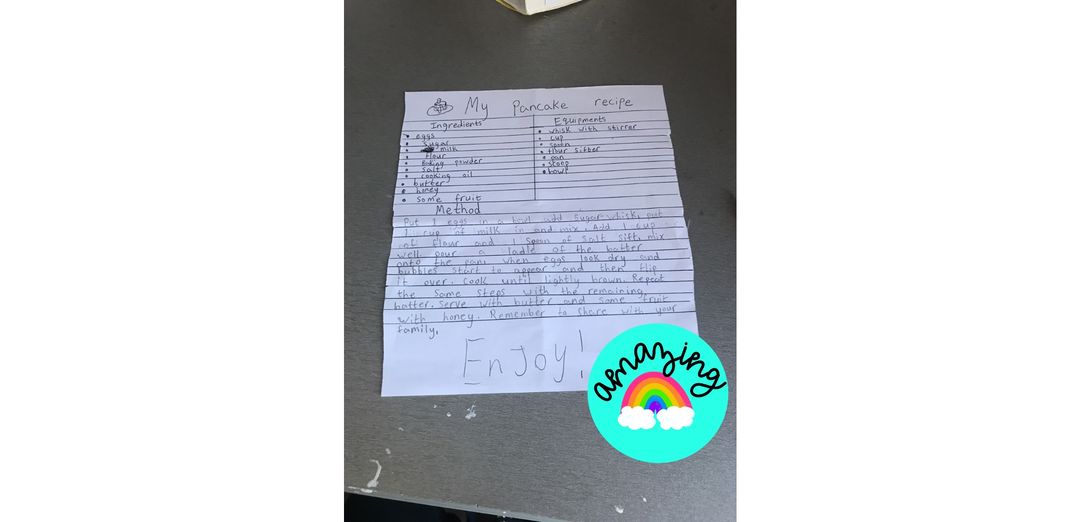 My Pancake recipe
Ingredients
• eggs
• Sugar
• milk
• flour
• Baking powder
• Salt
• cooking oil
• butter
• honey
• Some fruit
Equipments
• whisk with stirrer
• cup
• spoon
• flour sifter
• pan
• stong
• bowl
Method
Put 1 eggs in a bowl add Sugar whisk, put
1 cup of milk in and mix. Add 1 cup
of flour and 1 spoon of Salt sift, mix
well. pour a ladle of the batter
onto the pan, when eggs look dry and
bubbles start to appear and then flip
it over. Cook until lightly brown. Repeat
the Same Steps with the remaining
batter. Serve with butter and Some fruit
with honey. Remember to Share with your
family.
Enjoy!
amazing